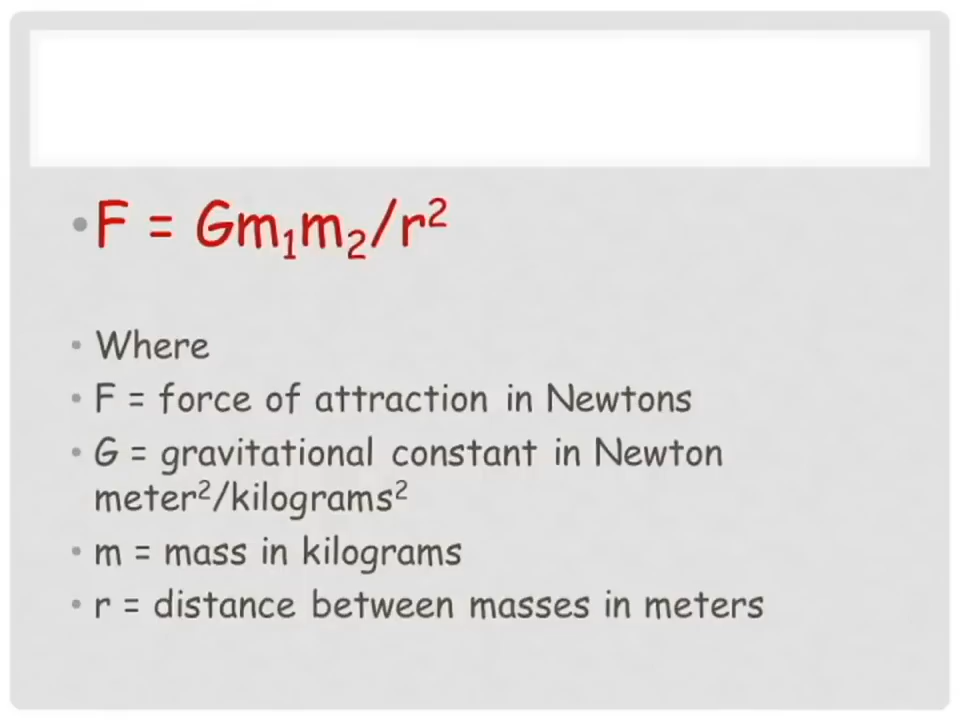 •F = Gm₁m₂/r²
• Where
• F = force of attraction in Newtons
• G = gravitational constant in Newton
meter²/kilograms²
• m = mass in kilograms
• r = distance between masses in meters